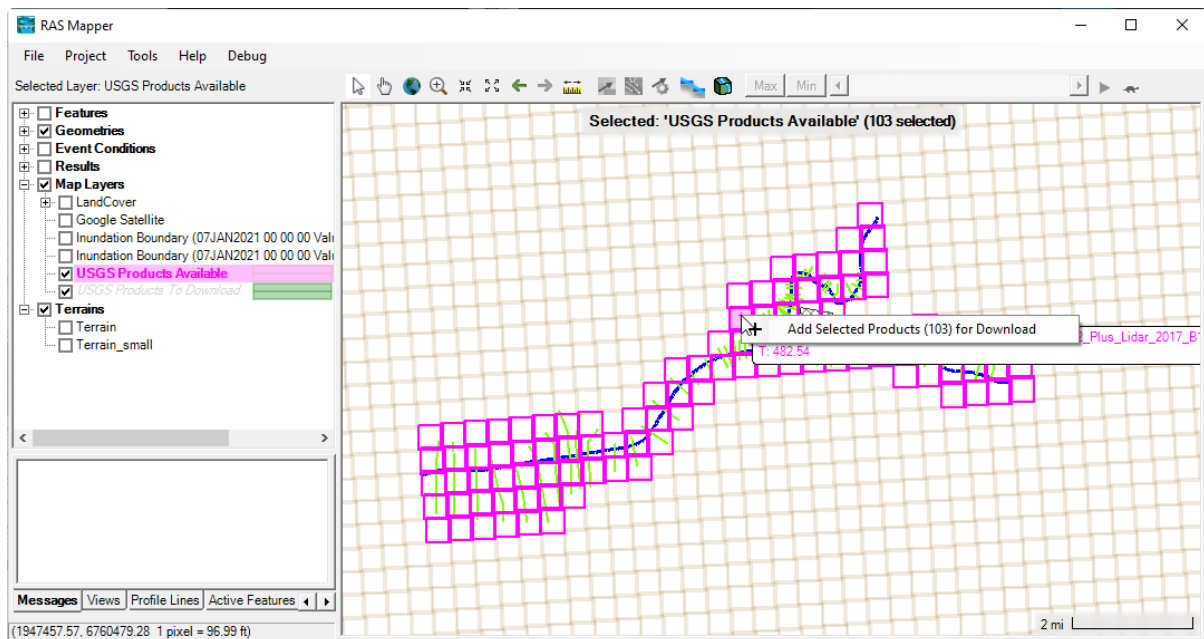 RAS Mapper
File Project Tools Help Debug
Selected Layer: USGS Products Available
Max Min
Features
Geometries
Event Conditions
Results
Map Layers
LandCover
Google Satellite
Inundation Boundary (07JAN2021 00 00 00 Valu
Inundation Boundary (07JAN2021 00 00 00 Valu
USGS Products Available
USGS Products To Download
Terrains
Terrain
Terrain_small
Selected: 'USGS Products Available' (103 selected)
Add Selected Products (103) for Download
_Plus_Lidar_2017_B1
T: 482.54
Messages Views Profile Lines Active Features
(1947457.57, 6760479.28 1 pixel = 96.99 ft)
2 mi